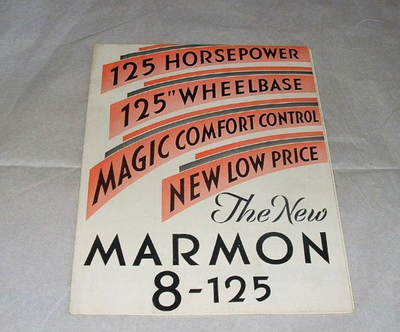 125 HORSEPOWER
125" WHEELBASE
MAGIC COMFORT CONTROL
NEW LOW PRICE
The New
MARMON
8-125